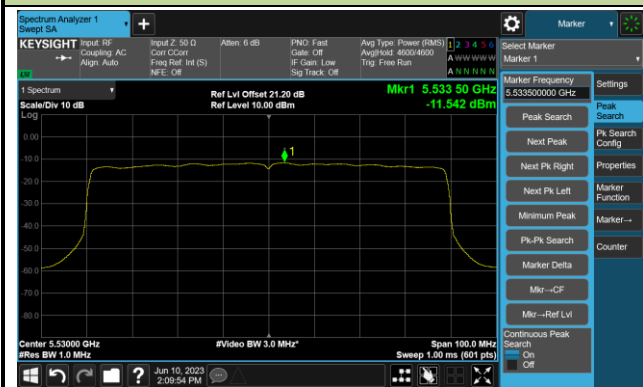 Spectrum Analyzer 1
Swept SA
+
Marker
KEYSIGHT
Input: RF
Coupling: AC
Align: Auto
Input Z: 50 Ω
Corr CCorr
Freq Ref: Int (S)
NFE: Off
Atten: 6 dB
PNO: Fast
Gate: Off
IF Gain: Low
Sig Track: Off
Avg Type: Power (RMS)
Avg|Hold: 4600/4600
Trig: Free Run
1 2 3 4 5 6
A W W W W W
A N N N N N
Select Marker
Marker 1
LXI
1 Spectrum
Scale/Div 10 dB
Log
Ref Lvl Offset 21.20 dB
Ref Level 10.00 dBm
Mkr1 5.533 50 GHz
-11.542 dBm
Marker Frequency
5.533500000 GHz
Peak Search
Next Peak
Next Pk Right
Next Pk Left
Minimum Peak
Pk-Pk Search
Marker Delta
Mkr→CF
Mkr→Ref Lvl
Continuous Peak
Search
On
Off
Settings
Peak
Search
Pk Search
Config
Properties
Marker
Function
Marker→
Counter
0.00
-10.0
-20.0
-30.0
-40.0
-50.0
-60.0
-70.0
-80.0
1
Center 5.53000 GHz
#Res BW 1.0 MHz
#Video BW 3.0 MHz*
Span 100.0 MHz
Sweep 1.00 ms (601 pts)
?
Jun 10, 2023
2:09:54 PM